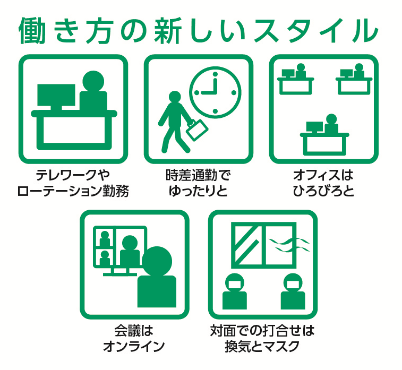 働き方の新しいスタイル
テレワークや
ローテーション勤務
時差通勤で
ゆったりと
オフィスは
ひろびろと
会議は
オンライン
対面での打合せは
換気とマスク